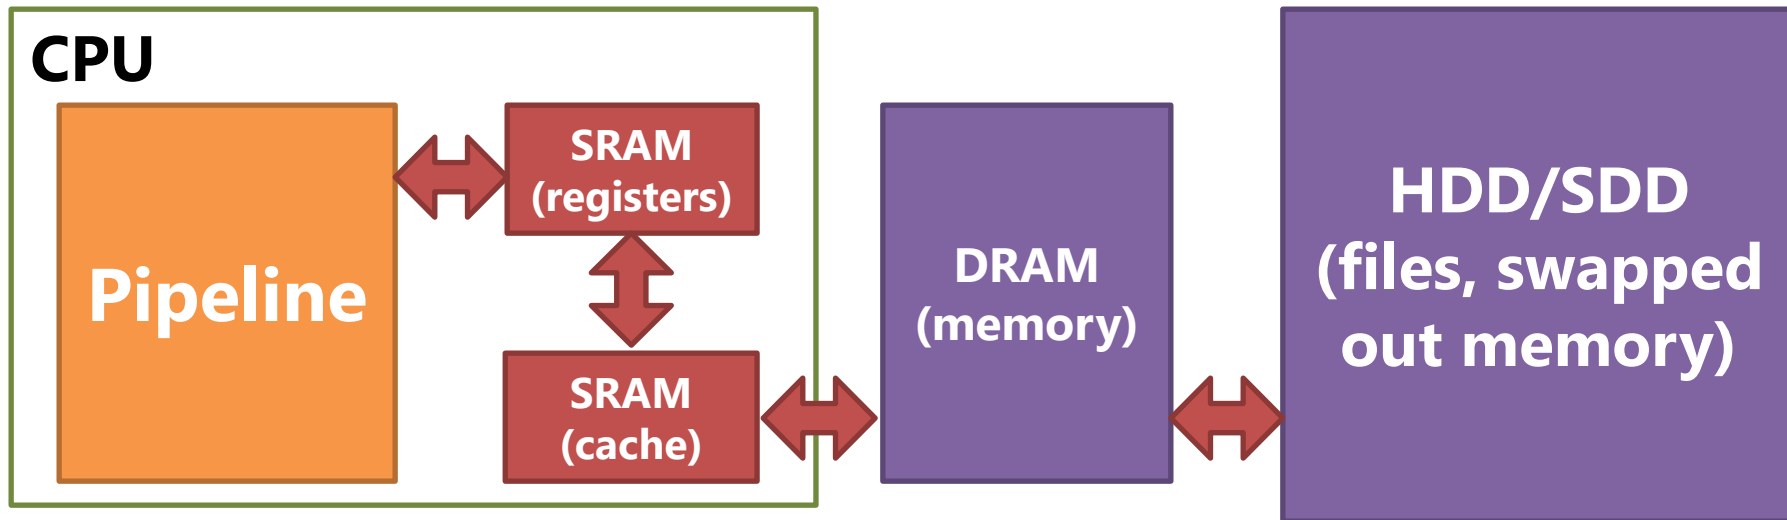 CPU
Pipeline
SRAM
(registers)
SRAM
(cache)
DRAM
(memory)
HDD/SDD
(files, swapped
out memory)